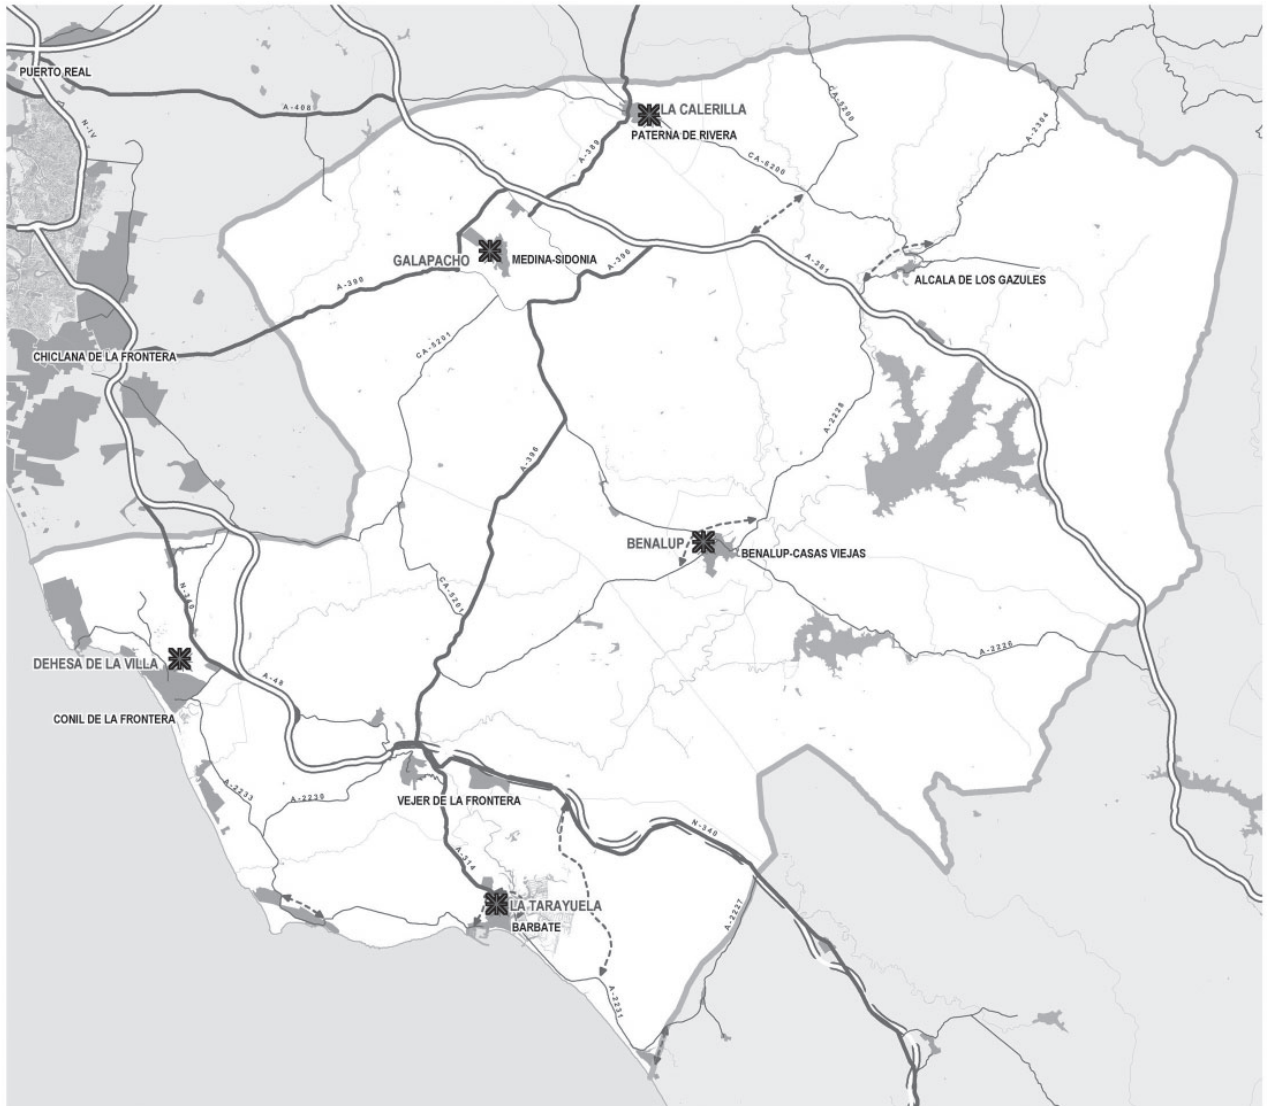 PUERTO REAL
A-408
N-IV
LA CALERILLA
PATERNA DE RIVERA
A-389
CA-5200
A-2304
CA-5200
GALAPACHO
MEDINA-SIDONIA
A-390
A-396
A-381
ALCALA DE LOS GAZULES
CHICLANA DE LA FRONTERA
CA-5201
A-2228
A-396
BENALUP
BENALUP-CASAS VIEJAS
CA-5201
N-340
DEHESA DE LA VILLA
A-2226
A-48
CONIL DE LA FRONTERA
A-2233
A-2230
VEJER DE LA FRONTERA
N-340
A-314
LA TARAYUELA
BARBATE
A-2227
A-2231